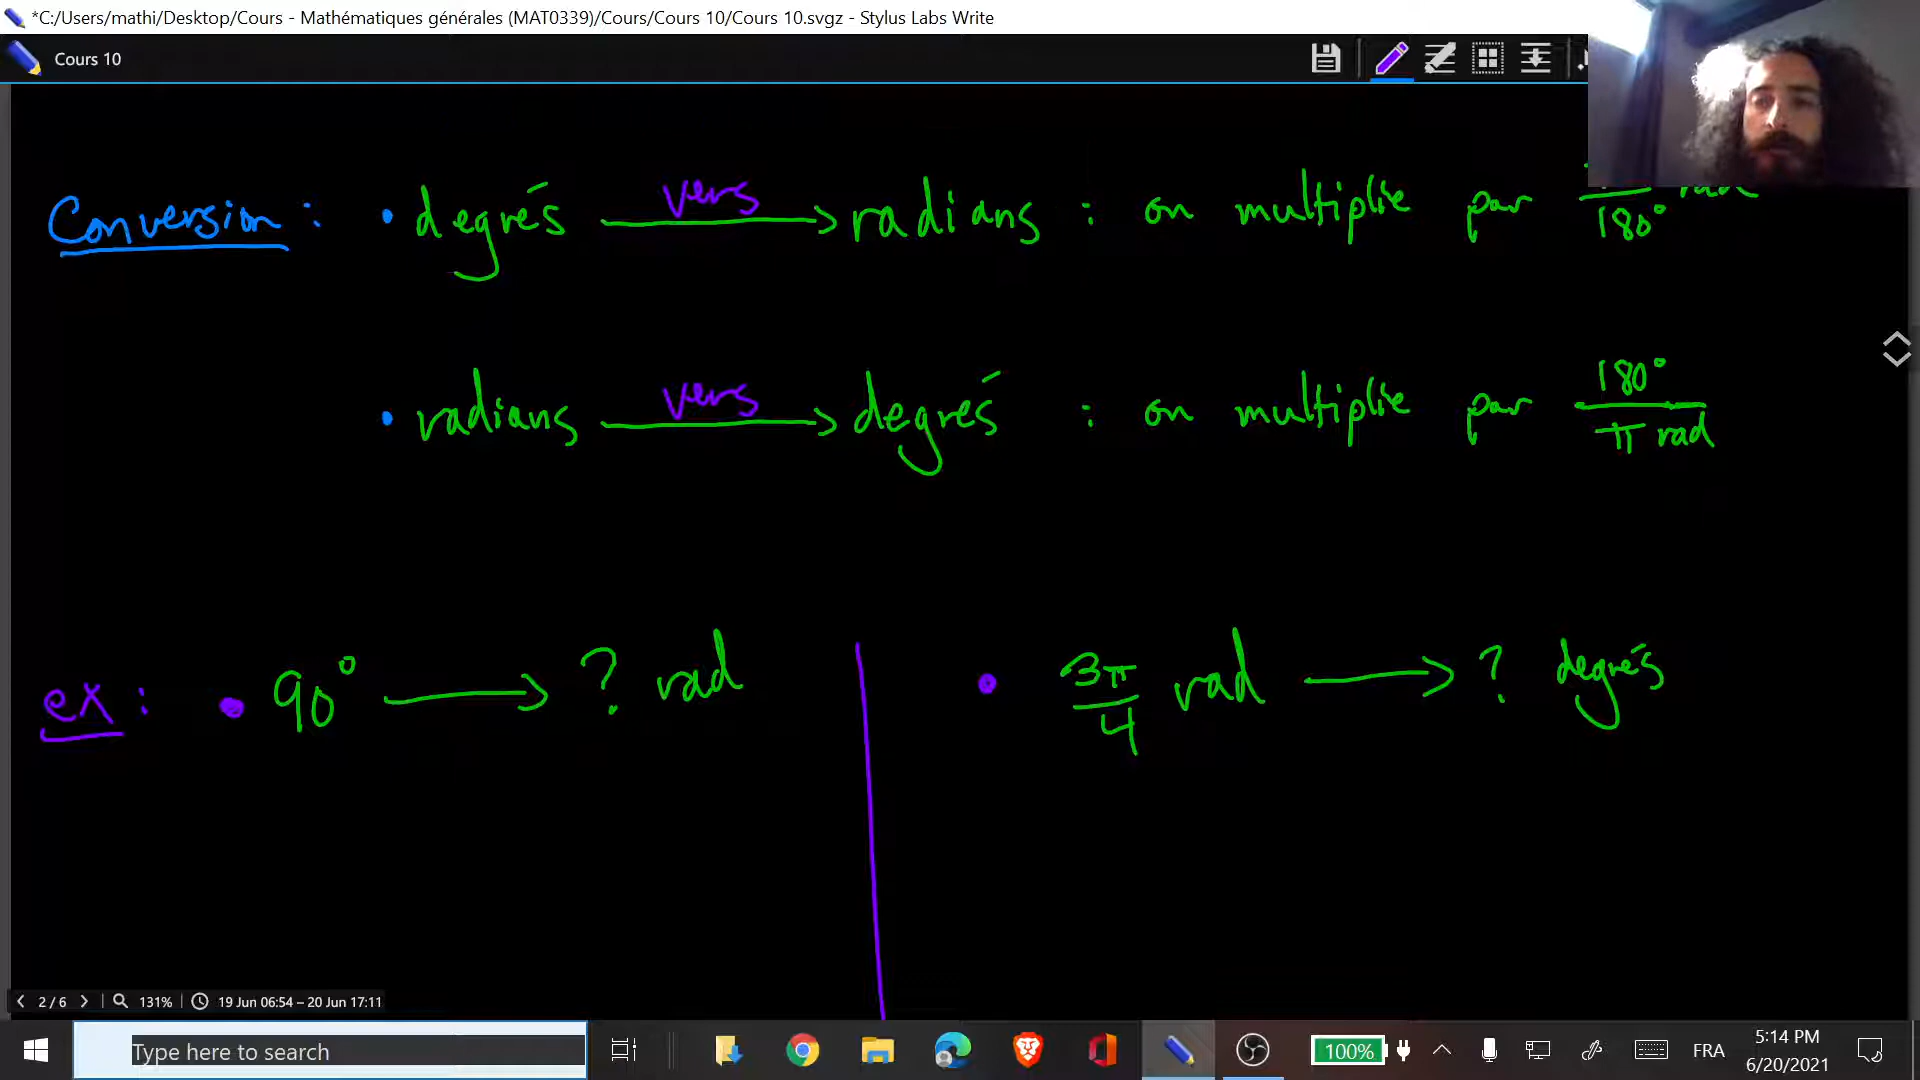 *C:/Users/mathi/Desktop/Cours - Mathématiques générales (MAT0339)/Cours/Cours 10/Cours 10.svgz - Stylus Labs Write
Cours 10
Conversion : • degrés vers → radians : on multiplie par /180° rad
• radians vers → degrés : on multiplie par 180°/π rad
ex : • 90° → ? rad
• 3π/4 rad → ? degrés
2 / 6 131% 19 Jun 06:54 – 20 Jun 17:11
Type here to search
100%
FRA
5:14 PM
6/20/2021